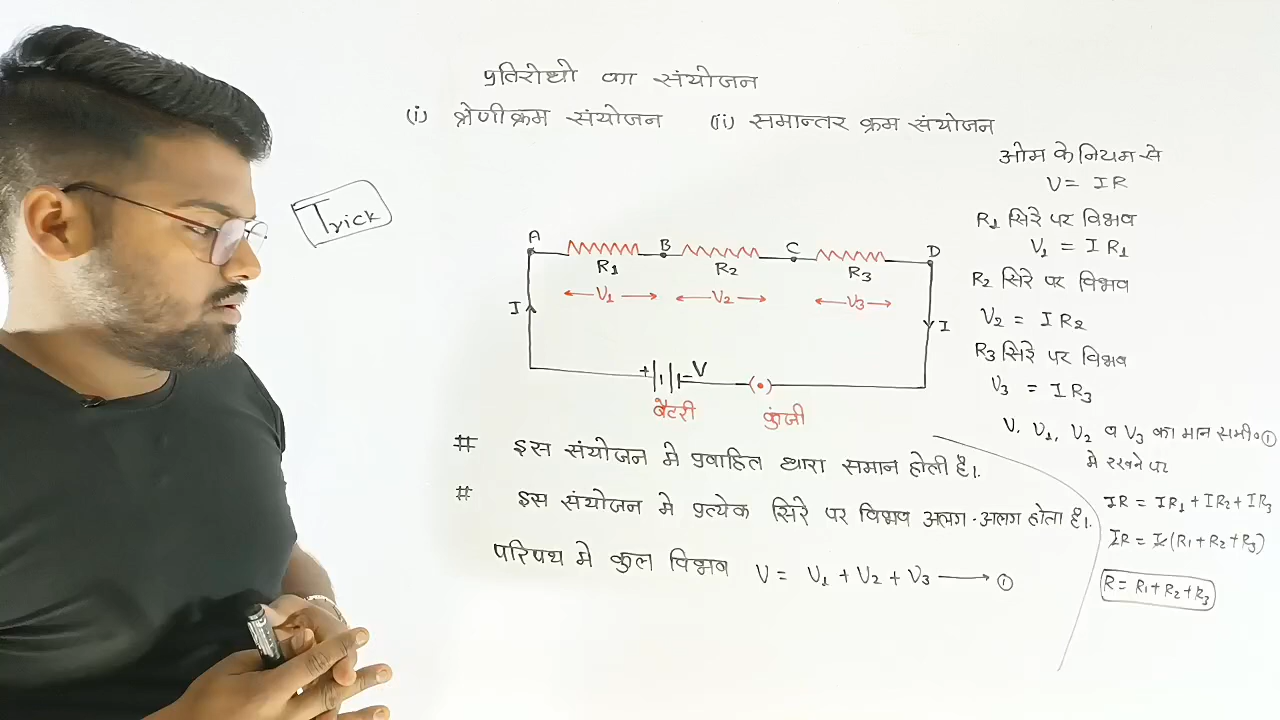 प्रतिरोधो का संयोजन
(i) श्रेणीक्रम संयोजन (ii) समान्तर क्रम संयोजन
Trick
A B C D
R1 R2 R3
V1 V2 V3
I I
+ - V
बैटरी कुंजी
# इस संयोजन मे प्रवाहित धारा समान होती है।
# इस संयोजन मे प्रत्येक सिरे पर विभव अलग-अलग होता है।
परिपथ मे कुल विभव V = V1 + V2 + V3 → ①
ओम के नियम से
V = IR
R1 सिरे पर विभव
V1 = I R1
R2 सिरे पर विभव
V2 = I R2
R3 सिरे पर विभव
V3 = I R3
V, V1, V2 व V3 का मान समी० ①
मे रखने पर
IR = IR1 + IR2 + IR3
IR = I(R1 + R2 + R3)
R = R1 + R2 + R3